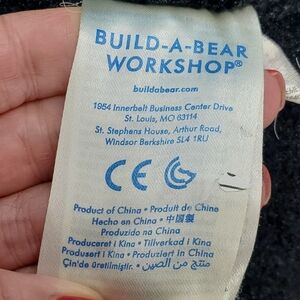 BUILD-A-BEAR
WORKSHOP®
buildabear.com
1954 Innerbelt Business Center Drive
St. Louis, MO 63114
St. Stephens House, Arthur Road,
Windsor Berkshire SL4 1RU
CE
Product of China • Produit de Chine
Hecho en China • 中國製
Produzido na China
Produceret i Kina • Tillverkad i Kina
Produsert i Kina • Produziert in China
Çin'de üretilmiştir. • منتج من الصين